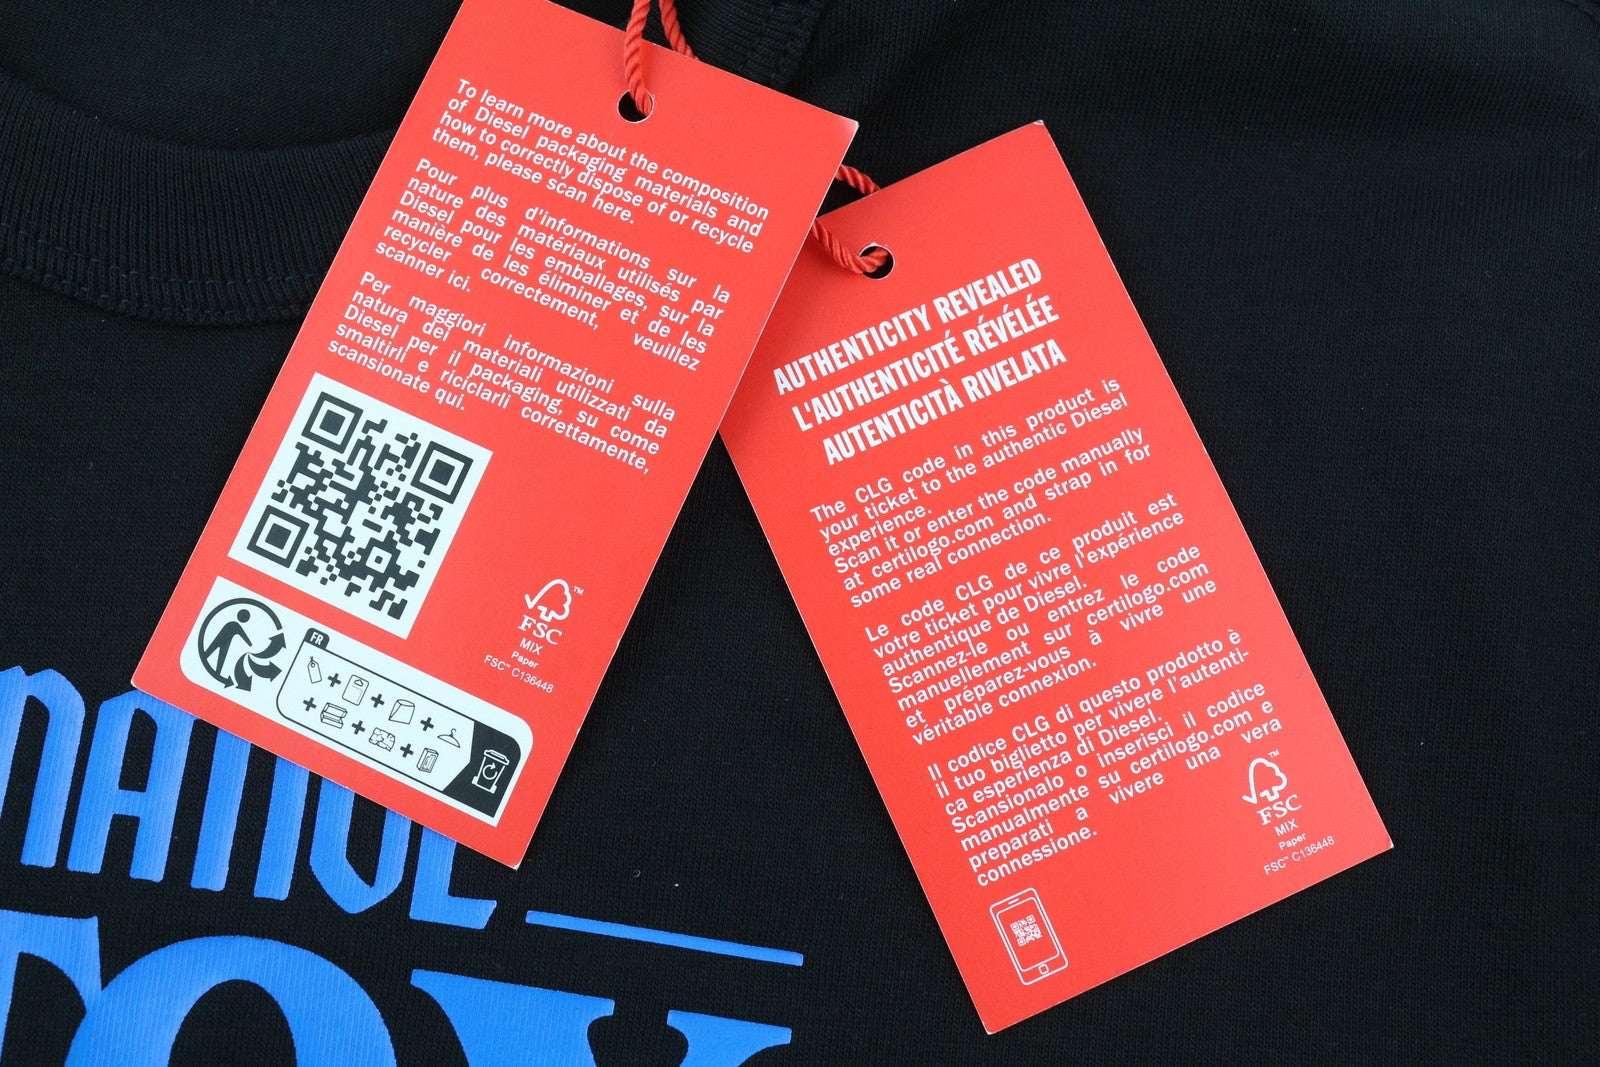 To learn more about the composition
of Diesel packaging materials and
how to correctly dispose of or recycle
them, please scan here.
Pour plus d'informations sur la
nature des matériaux utilisés par
Diesel pour les emballages, sur la
manière de les éliminer et de les
recycler correctement, veuillez
scanner ici.
Per maggiori informazioni sulla
natura dei materiali utilizzati da
Diesel per il packaging, su come
smaltirli e riciclarli correttamente,
scansionate qui.
FSC™
MIX
Paper
FSC™ C136448
FR
AUTHENTICITY REVEALED
L'AUTHENTICITÉ RÉVÉLÉE
AUTENTICITÀ RIVELATA
The CLG code in this product is
your ticket to the authentic Diesel
experience.
Scan it or enter the code manually
at certilogo.com and strap in for
some real connection.
Le code CLG de ce produit est
votre ticket pour vivre l'expérience
authentique de Diesel.
Scannez-le ou entrez le code
manuellement sur certilogo.com
et préparez-vous à vivre une
véritable connexion.
Il codice CLG di questo prodotto è
il tuo biglietto per vivere l'autenti-
ca esperienza di Diesel.
Scansionalo o inserisci il codice
manualmente su certilogo.com e
preparati a vivere una vera
connessione.
FSC™
MIX
Paper
FSC™ C136448